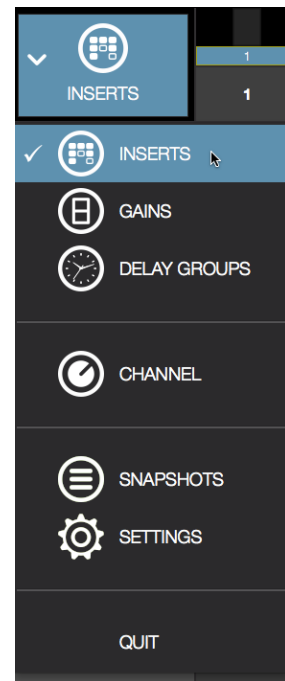 1
INSERTS
1
INSERTS
GAINS
DELAY GROUPS
CHANNEL
SNAPSHOTS
SETTINGS
QUIT